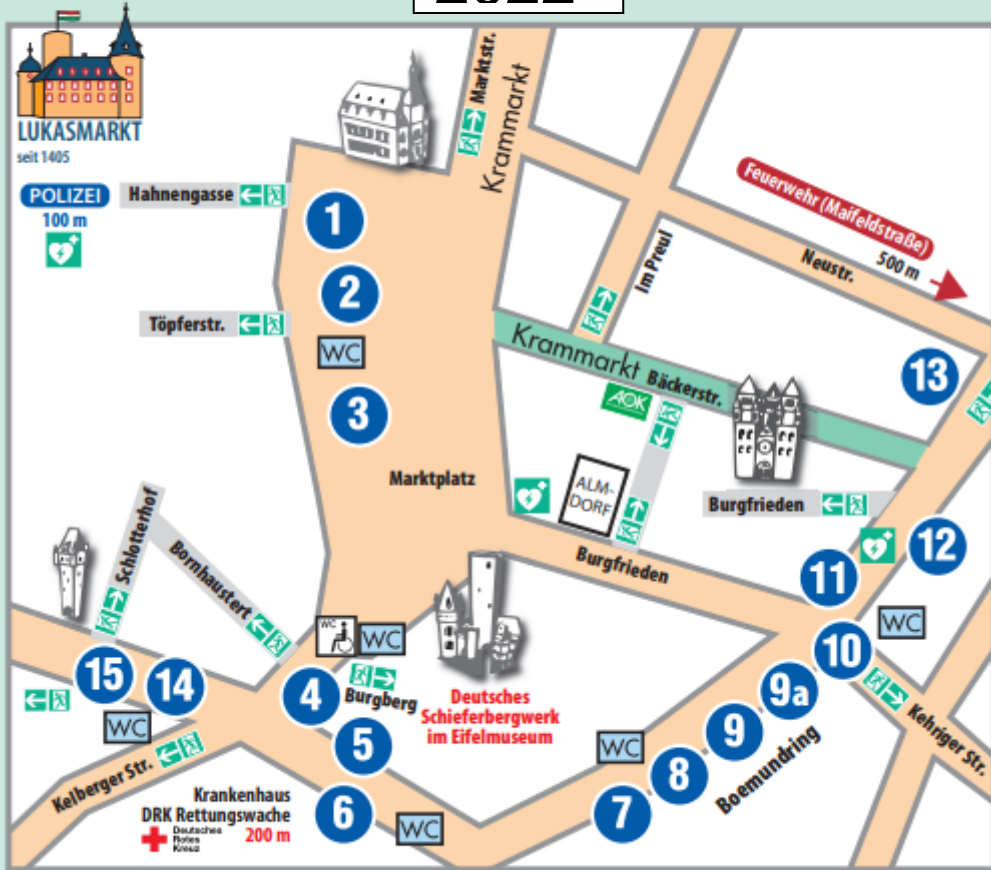 LUKASMARKT
seit 1405
POLIZEI
100 m
Hahnengasse
Töpferstr.
Marktstr.
Krammarkt
1
2
WC
3
Marktplatz
Im Preul
Feuerwehr (Maifeldstraße)
500 m
Neustr.
Krammarkt
Bäckerstr.
AOK
ALM-
DORF
13
Burgfrieden
Burgfrieden
12
11
WC
10
9a
9
8
7
WC
Kehriger Str.
Boemundring
Schlotterhof
Bornhaustert
WC
WC
4
Burgberg
Deutsches
Schieferbergwerk
im Eifelmuseum
5
6
WC
15
14
WC
Kelberger Str.
Krankenhaus
DRK Rettungswache
Deutsches
Rotes
Kreuz
200 m